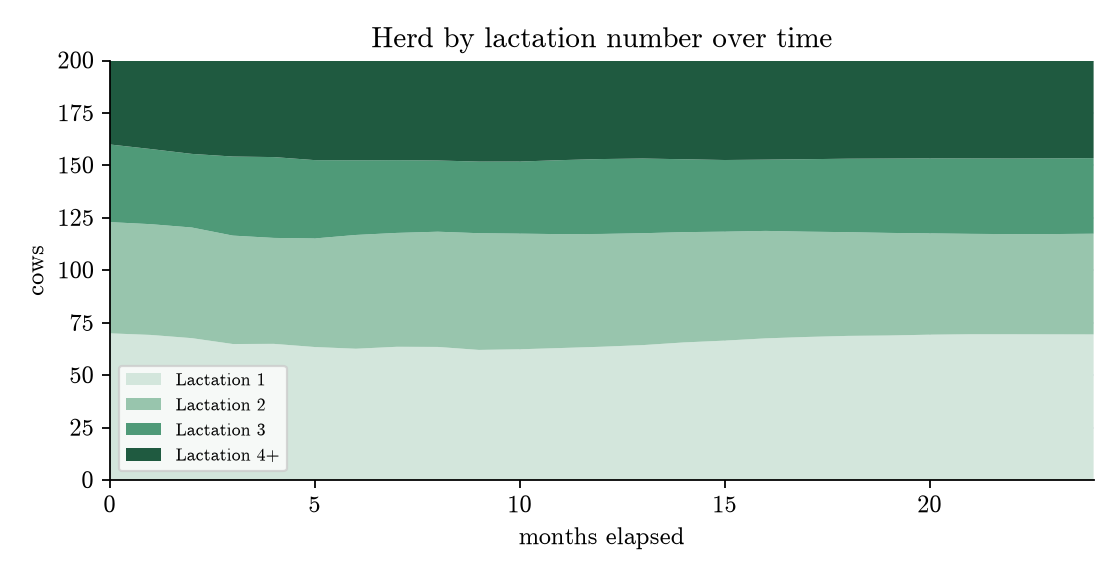 Herd by lactation number over time
200
175
150
125
100
75
50
25
0
cows
Lactation 1
Lactation 2
Lactation 3
Lactation 4+
0 5 10 15 20
months elapsed